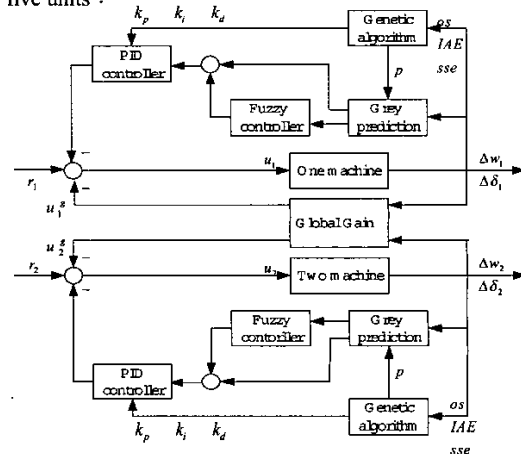 five units .
k_p k_i k_d
Genetic
algorithm
os
IAE
sse
PID
controller
p
Fuzzy
controller
Grey
prediction
r_1
u_1
One machine
Δw_1
Δδ_1
u_1^g
Global Gain
u_2^g
r_2
u_2
Two machine
Δw_2
Δδ_2
Fuzzy
contoriller
Grey
prediction
PID
controller
p
k_p k_i k_d
Genetic
algorithm
os
IAE
sse